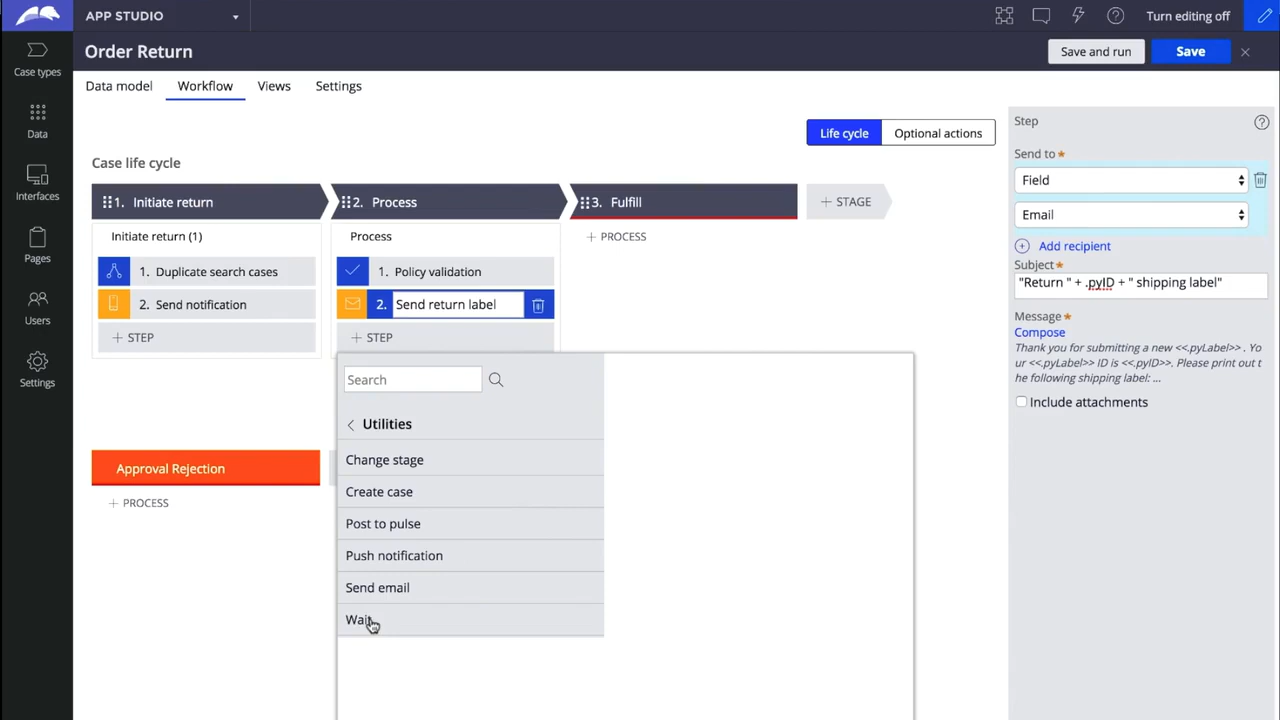 APP STUDIO
Turn editing off
Order Return
Save and run
Save
Case types
Data
Interfaces
Pages
Users
Settings
Data model
Workflow
Views
Settings
Life cycle
Optional actions
Case life cycle
1. Initiate return
2. Process
3. Fulfill
+ STAGE
Initiate return (1)
1. Duplicate search cases
2. Send notification
+ STEP
Process
1. Policy validation
2. Send return label
+ STEP
+ PROCESS
Search
Utilities
Change stage
Create case
Post to pulse
Push notification
Send email
Wait
Approval Rejection
+ PROCESS
Step
Send to *
Field
Email
Add recipient
Subject*
"Return " + .pyID + " shipping label"
Message *
Compose
Thank you for submitting a new <<.pyLabel>> . Yo
ur <<.pyLabel>> ID is <<.pyID>>. Please print out t
he following shipping label: ...
Include attachments